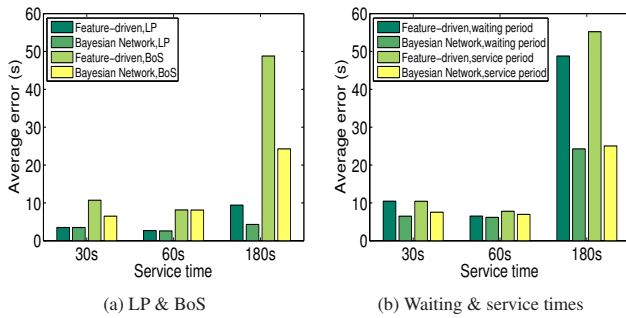 60
50
40
30
20
10
0
Average error (s)
Feature-driven,LP
Bayesian Network,LP
Feature-driven,BoS
Bayesian Network,BoS
30s 60s 180s
Service time
(a) LP & BoS
60
50
40
30
20
10
0
Average error (s)
Feature-driven,waiting period
Bayesian Network,waiting period
Feature-driven,service period
Bayesian Network,service period
30s 60s 180s
Service time
(b) Waiting & service times